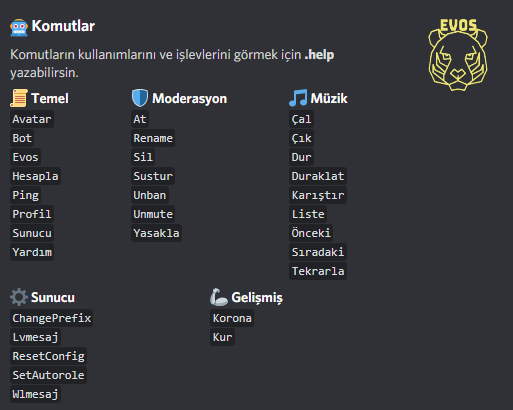 Komutlar
EVOS
Komutların kullanımlarını ve işlevlerini görmek için .help
yazabilirsin.
Temel
Avatar
Bot
Evos
Hesapla
Ping
Profil
Sunucu
Yardım
Moderasyon
At
Rename
Sil
Sustur
Unban
Unmute
Yasakla
Müzik
Çal
Çık
Dur
Duraklat
Karıştır
Liste
Önceki
Sıradaki
Tekrarla
Sunucu
ChangePrefix
Lvmesaj
ResetConfig
SetAutorole
Wlmesaj
Gelişmiş
Korona
Kur